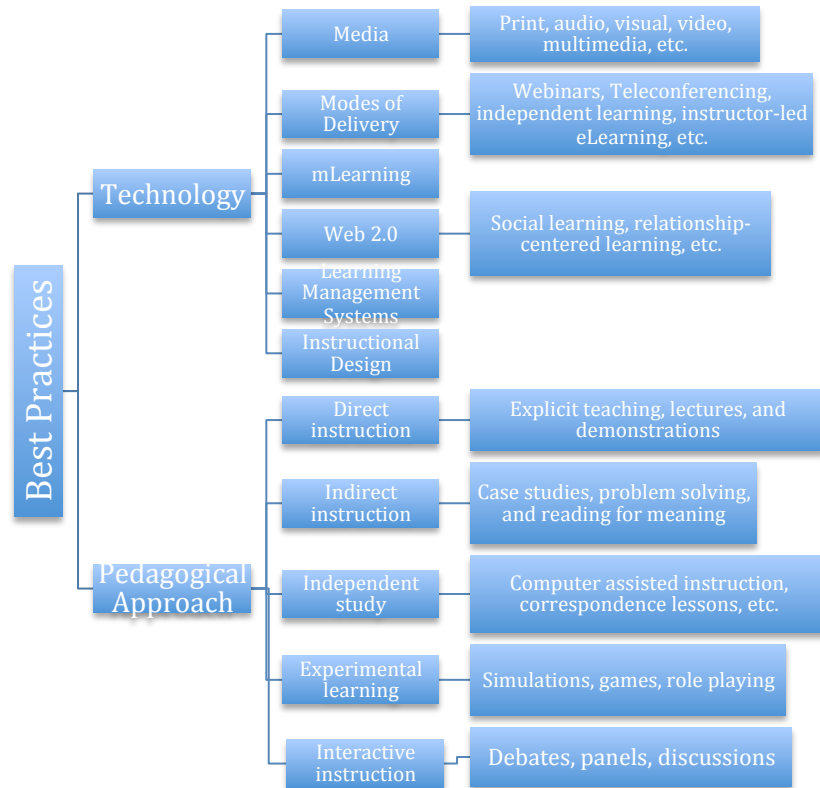 Best Practices
Technology
Media
Print, audio, visual, video,
multimedia, etc.
Modes of
Delivery
Webinars, Teleconferencing,
independent learning, instructor-led
eLearning, etc.
mLearning
Web 2.0
Social learning, relationship-
centered learning, etc.
Learning
Management
Systems
Instructional
Design
Pedagogical
Approach
Direct
instruction
Explicit teaching, lectures, and
demonstrations
Indirect
instruction
Case studies, problem solving,
and reading for meaning
Independent
study
Computer assisted instruction,
correspondence lessons, etc.
Experimental
learning
Simulations, games, role playing
Interactive
instruction
Debates, panels, discussions